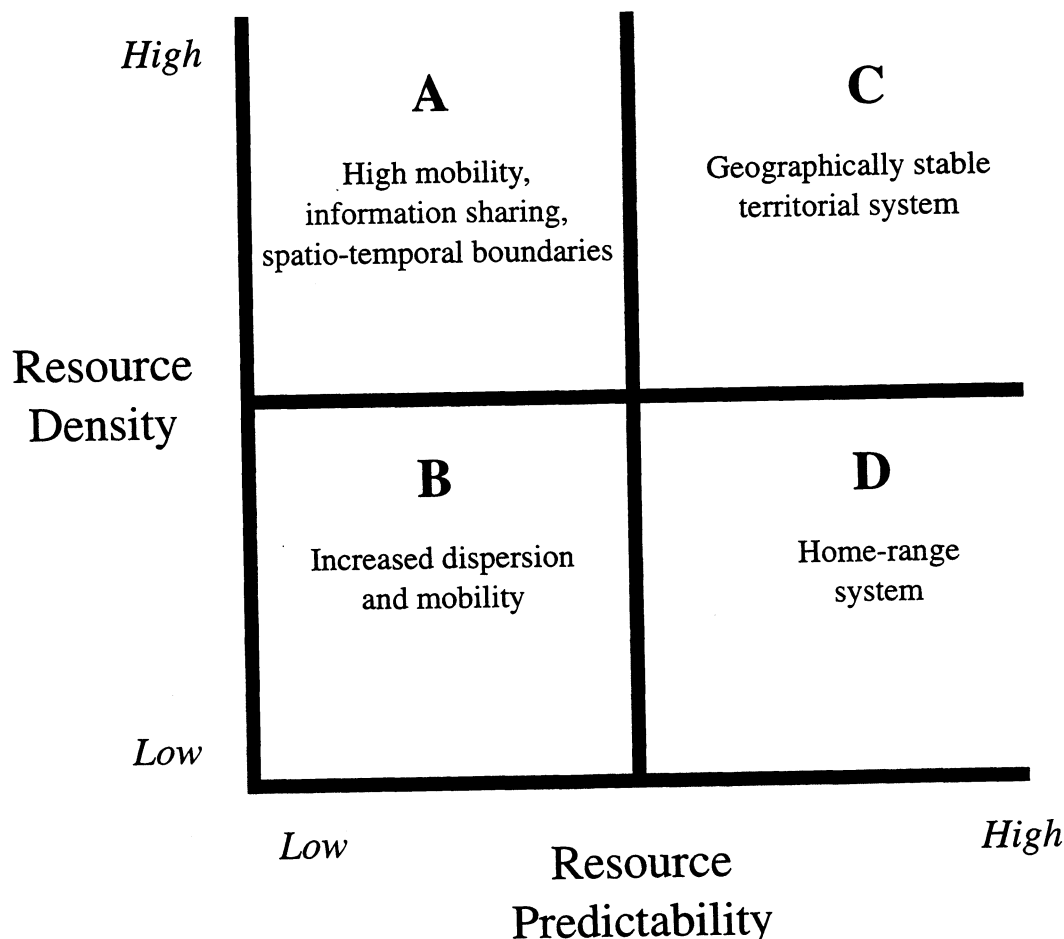 High
A
High mobility,
information sharing,
spatio-temporal boundaries
C
Geographically stable
territorial system
Resource
Density
B
Increased dispersion
and mobility
D
Home-range
system
Low
Low
High
Resource
Predictability